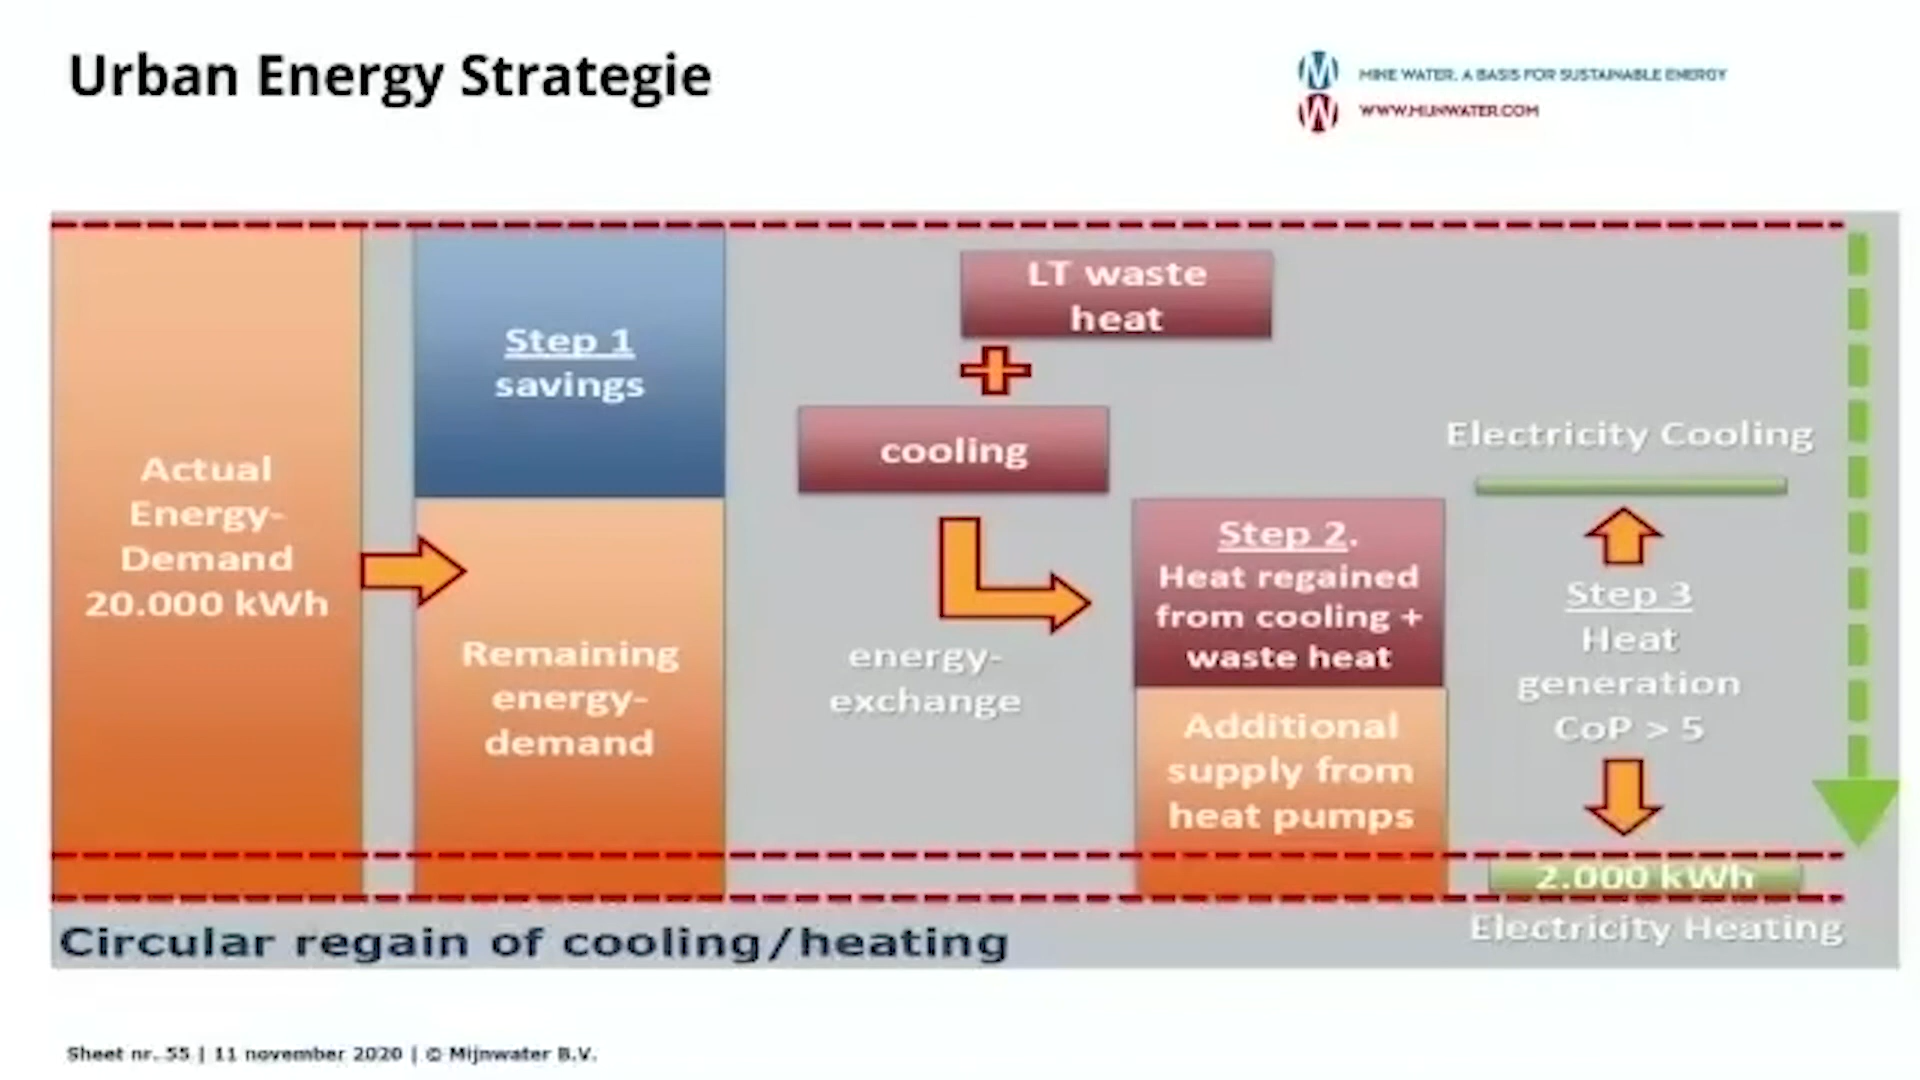 Urban Energy Strategie
MINE WATER. A BASIS FOR SUSTAINABLE ENERGY
WWW.MIJNWATER.COM
Actual
Energy-
Demand
20.000 kWh
Step 1
savings
Remaining
energy-
demand
LT waste
heat
cooling
energy-
exchange
Step 2.
Heat regained
from cooling +
waste heat
Additional
supply from
heat pumps
Electricity Cooling
Step 3
Heat
generation
CoP > 5
2.000 kWh
Electricity Heating
Circular regain of cooling/heating
Sheet nr. 55 | 11 november 2020 | © Mijnwater B.V.